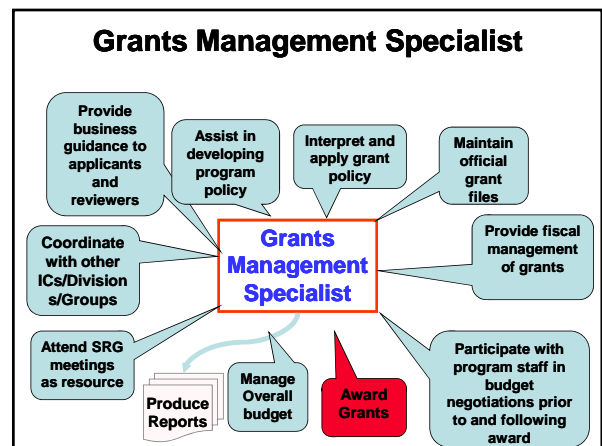 Grants Management Specialist
Provide
business
guidance to
applicants
and
reviewers
Assist in
developing
program
policy
Interpret and
apply grant
policy
Maintain
official
grant
files
Coordinate
with other
ICs/Division
s/Groups
Grants
Management
Specialist
Provide fiscal
management
of grants
Attend SRG
meetings
as resource
Produce
Reports
Manage
Overall
budget
Award
Grants
Participate with
program staff in
budget
negotiations prior
to and following
award